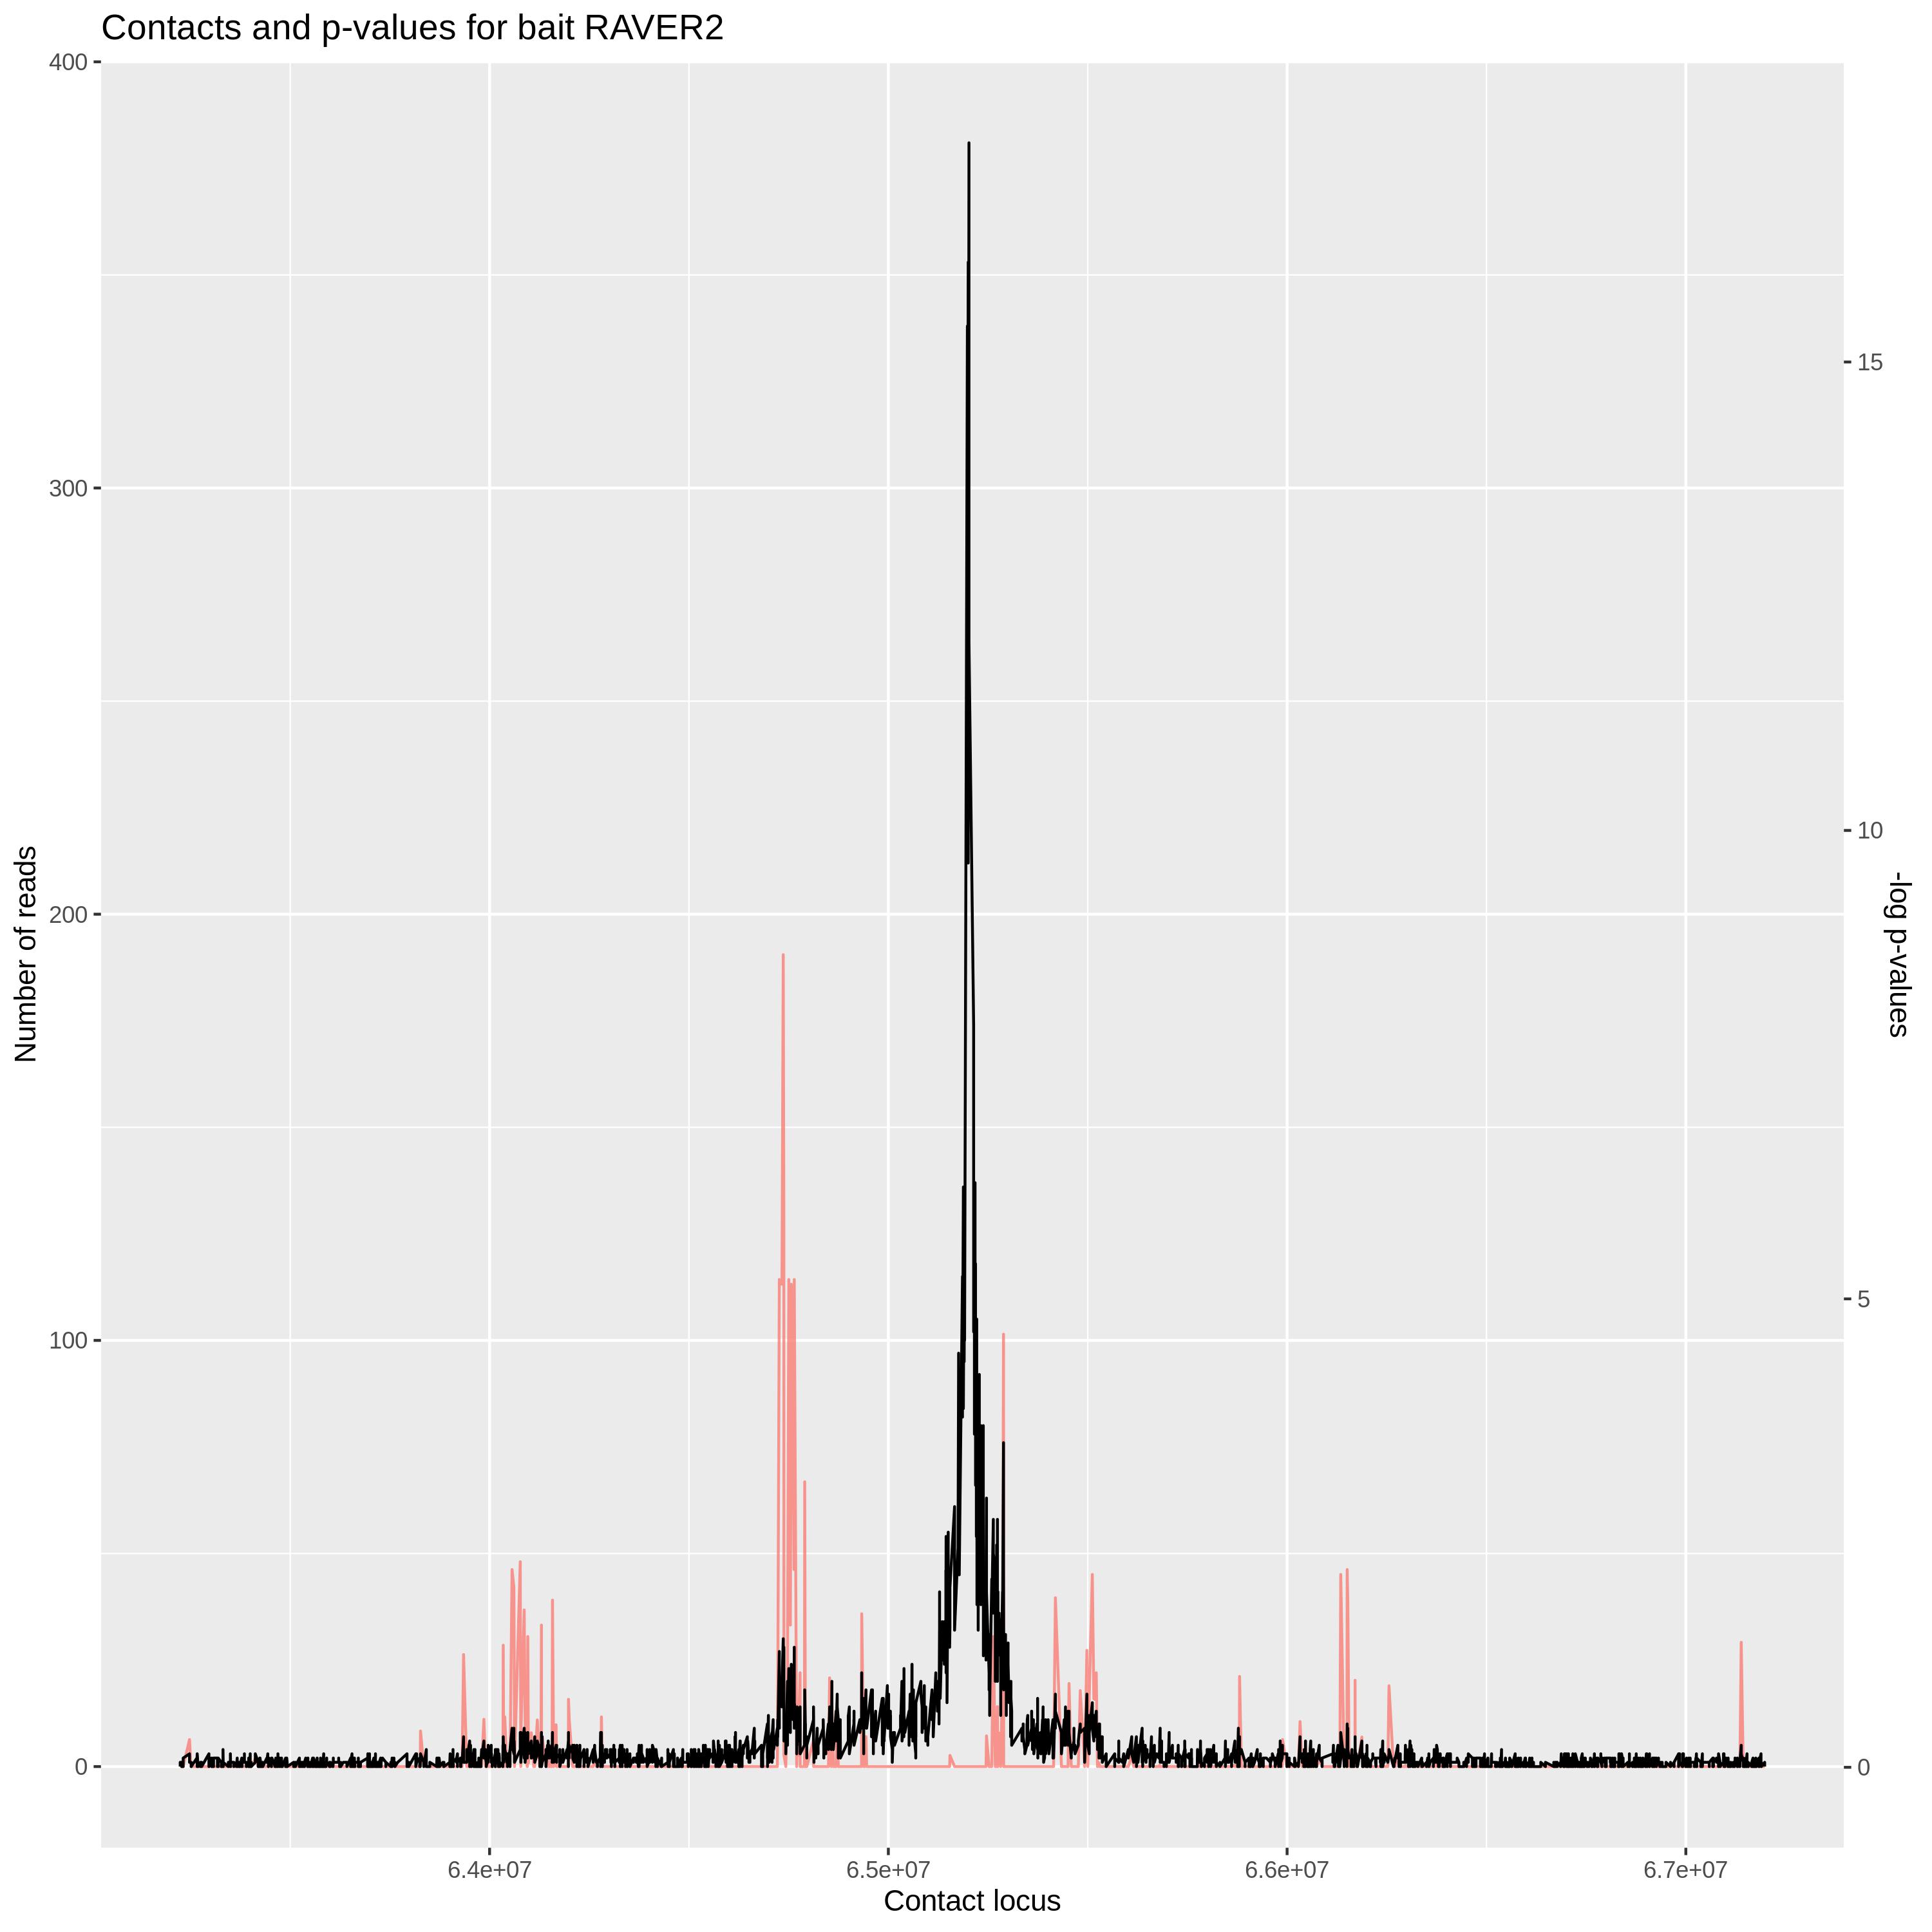 Contacts and p-values for bait RAVER2
400
300
200
100
0
Number of reads
15
10
5
0
-log p-values
6.4e+07
6.5e+07
6.6e+07
6.7e+07
Contact locus